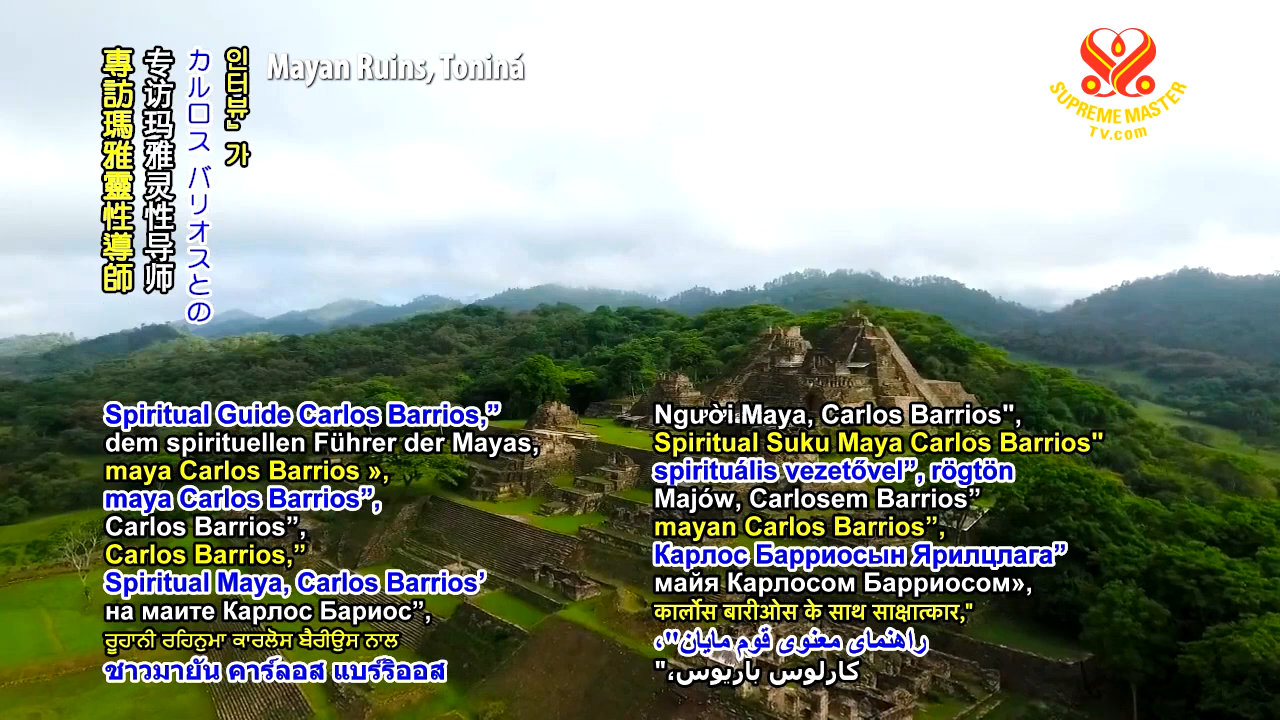 專訪瑪雅靈性導師
专访玛雅灵性导师
カルロス バリオスとの
인터뷰』가
Mayan Ruins, Toniná
SUPREME MASTER
TV.com
Spiritual Guide Carlos Barrios,”
dem spirituellen Führer der Mayas,
maya Carlos Barrios »,
maya Carlos Barrios”,
Carlos Barrios”,
Carlos Barrios,”
Spiritual Maya, Carlos Barrios’
на маите Карлос Бариос”,
ਰੂਹਾਨੀ ਰਹਿਨੁਮਾ ਕਾਰਲੋਸ ਬੈਰੀਉਸ ਨਾਲ
ชาวมายัน คาร์ลอส แบร์ริออส
Người Maya, Carlos Barrios",
Spiritual Suku Maya Carlos Barrios"
spirituális vezetővel”, rögtön
Majów, Carlosem Barrios”
mayan Carlos Barrios”,
Карлос Барриосын Ярилцлага”
майя Карлосом Барриосом»,
कार्लोस बारीओस के साथ साक्षात्कार,"
راهنمای معنوی قوم مایان"،
كارلوس باريوس،"